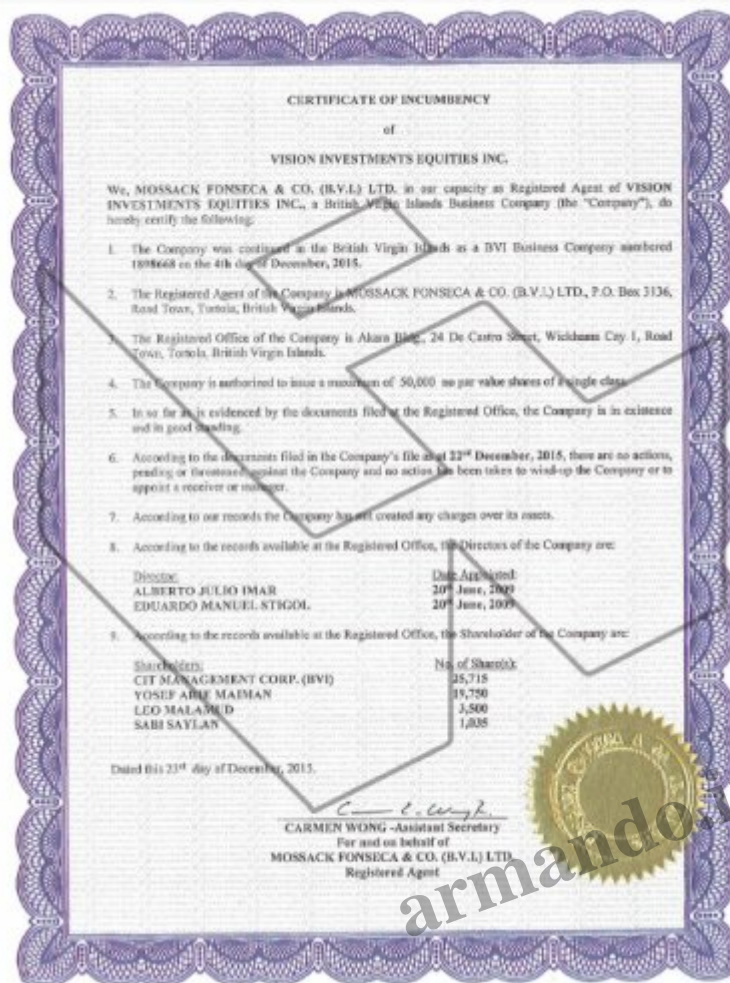 CERTIFICATE OF INCUMBENCY
of
VISION INVESTMENTS EQUITIES INC.
We, MOSSACK FONSECA & CO. (B.V.I.) LTD. in our capacity as Registered Agent of VISION
INVESTMENTS EQUITIES INC., a British Virgin Islands Business Company (the "Company"), do
hereby certify the following:
1. The Company was continued in the British Virgin Islands as a BVI Business Company numbered
1898668 on the 4th day of December, 2015.
2. The Registered Agent of the Company is MOSSACK FONSECA & CO. (B.V.I.) LTD., P.O. Box 3136,
Road Town, Tortola, British Virgin Islands.
3. The Registered Office of the Company is Akara Bldg., 24 De Castro Street, Wickhams Cay 1, Road
Town, Tortola, British Virgin Islands.
4. The Company is authorized to issue a maximum of 50,000 no par value shares of a single class.
5. In so far as is evidenced by the documents filed at the Registered Office, the Company is in existence
and in good standing.
6. According to the documents filed in the Company's file as at 22nd December, 2015, there are no actions,
pending or threatened against the Company and no action has been taken to wind-up the Company or to
appoint a receiver or manager.
7. According to our records the Company has not created any charges over its assets.
8. According to the records available at the Registered Office, the Directors of the Company are:
Director: Date Appointed:
ALBERTO JULIO IMAR 20th June, 2009
EDUARDO MANUEL STIGOL 20th June, 2009
9. According to the records available at the Registered Office, the Shareholder of the Company are:
Shareholders: No. of Share(s):
CIT MANAGEMENT CORP. (BVI) 25,715
YOSEF ARIE MAIMAN 19,750
LEO MALAMUD 3,500
SABI SAYLAN 1,035
Dated this 23rd day of December, 2015.
CARMEN WONG -Assistant Secretary
For and on behalf of
MOSSACK FONSECA & CO. (B.V.I.) LTD.
Registered Agent
armando.i